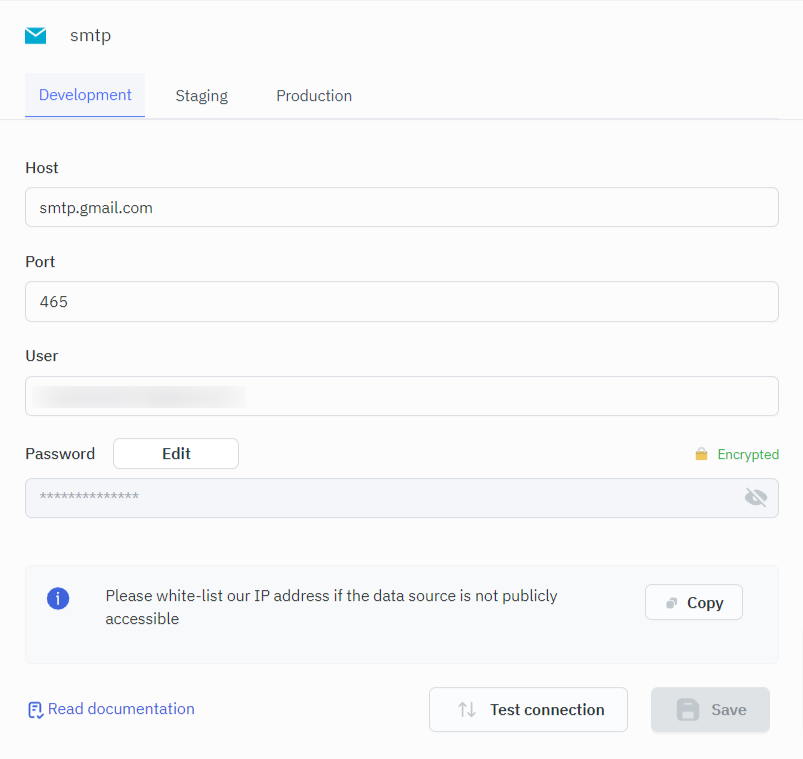 smtp
Development Staging Production
Host
smtp.gmail.com
Port
465
User
Password Edit Encrypted
**************
Please white-list our IP address if the data source is not publicly
accessible
Copy
Read documentation Test connection Save